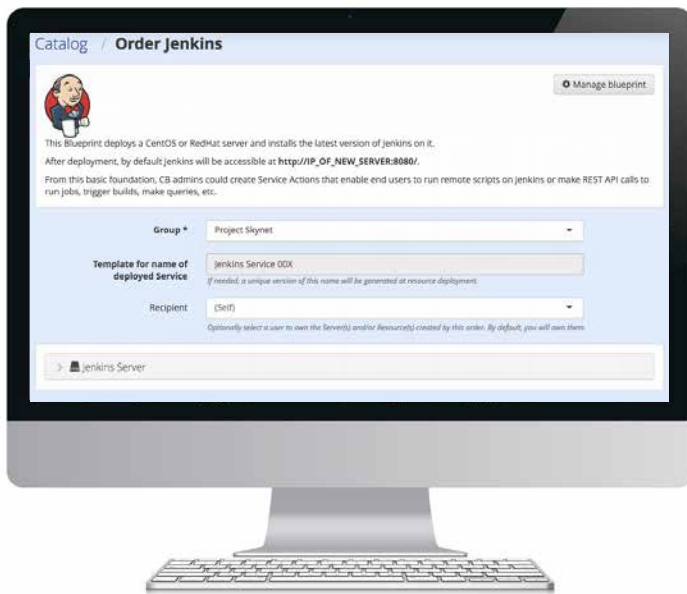 Catalog / Order Jenkins
Manage blueprint
This Blueprint deploys a CentOS or RedHat server and installs the latest version of Jenkins on it.
After deployment, by default Jenkins will be accessible at http://IP_OF_NEW_SERVER:8080/.
From this basic foundation, CB admins could create Service Actions that enable end users to run remote scripts on Jenkins or make REST API calls to
run jobs, trigger builds, make queries, etc.
Group * Project Skynet
Template for name of Jenkins Service 00X
deployed Service
If needed, a unique version of this name will be generated at resource deployment.
Recipient (Self)
Optionally select a user to own the Server(s) and/or Resource(s) created by this order. By default, you will own them.
Jenkins Server